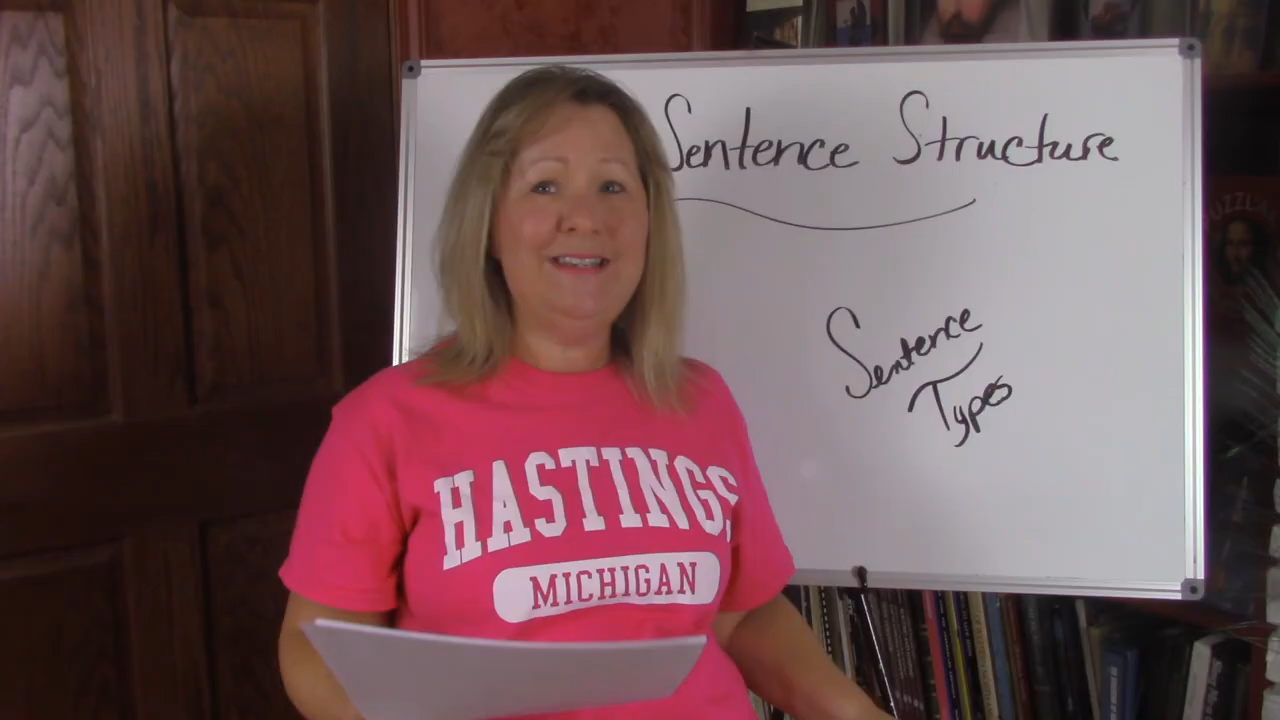 Sentence Structure
Sentence
Types
HASTINGS
MICHIGAN